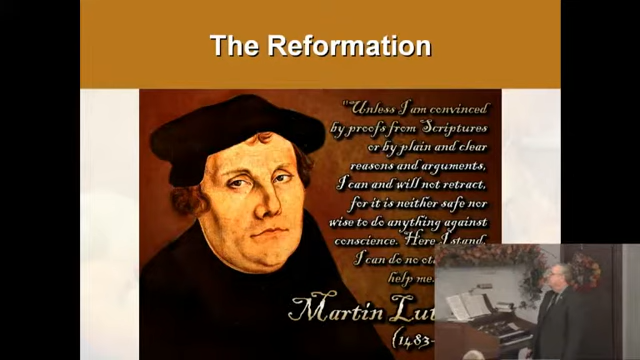 The Reformation
"Unless I am convinced
by proofs from Scriptures
or by plain and clear
reasons and arguments,
I can and will not retract,
for it is neither safe nor
wise to do anything against
conscience. Here I stand,
I can do no
help me
Martin
(1483-